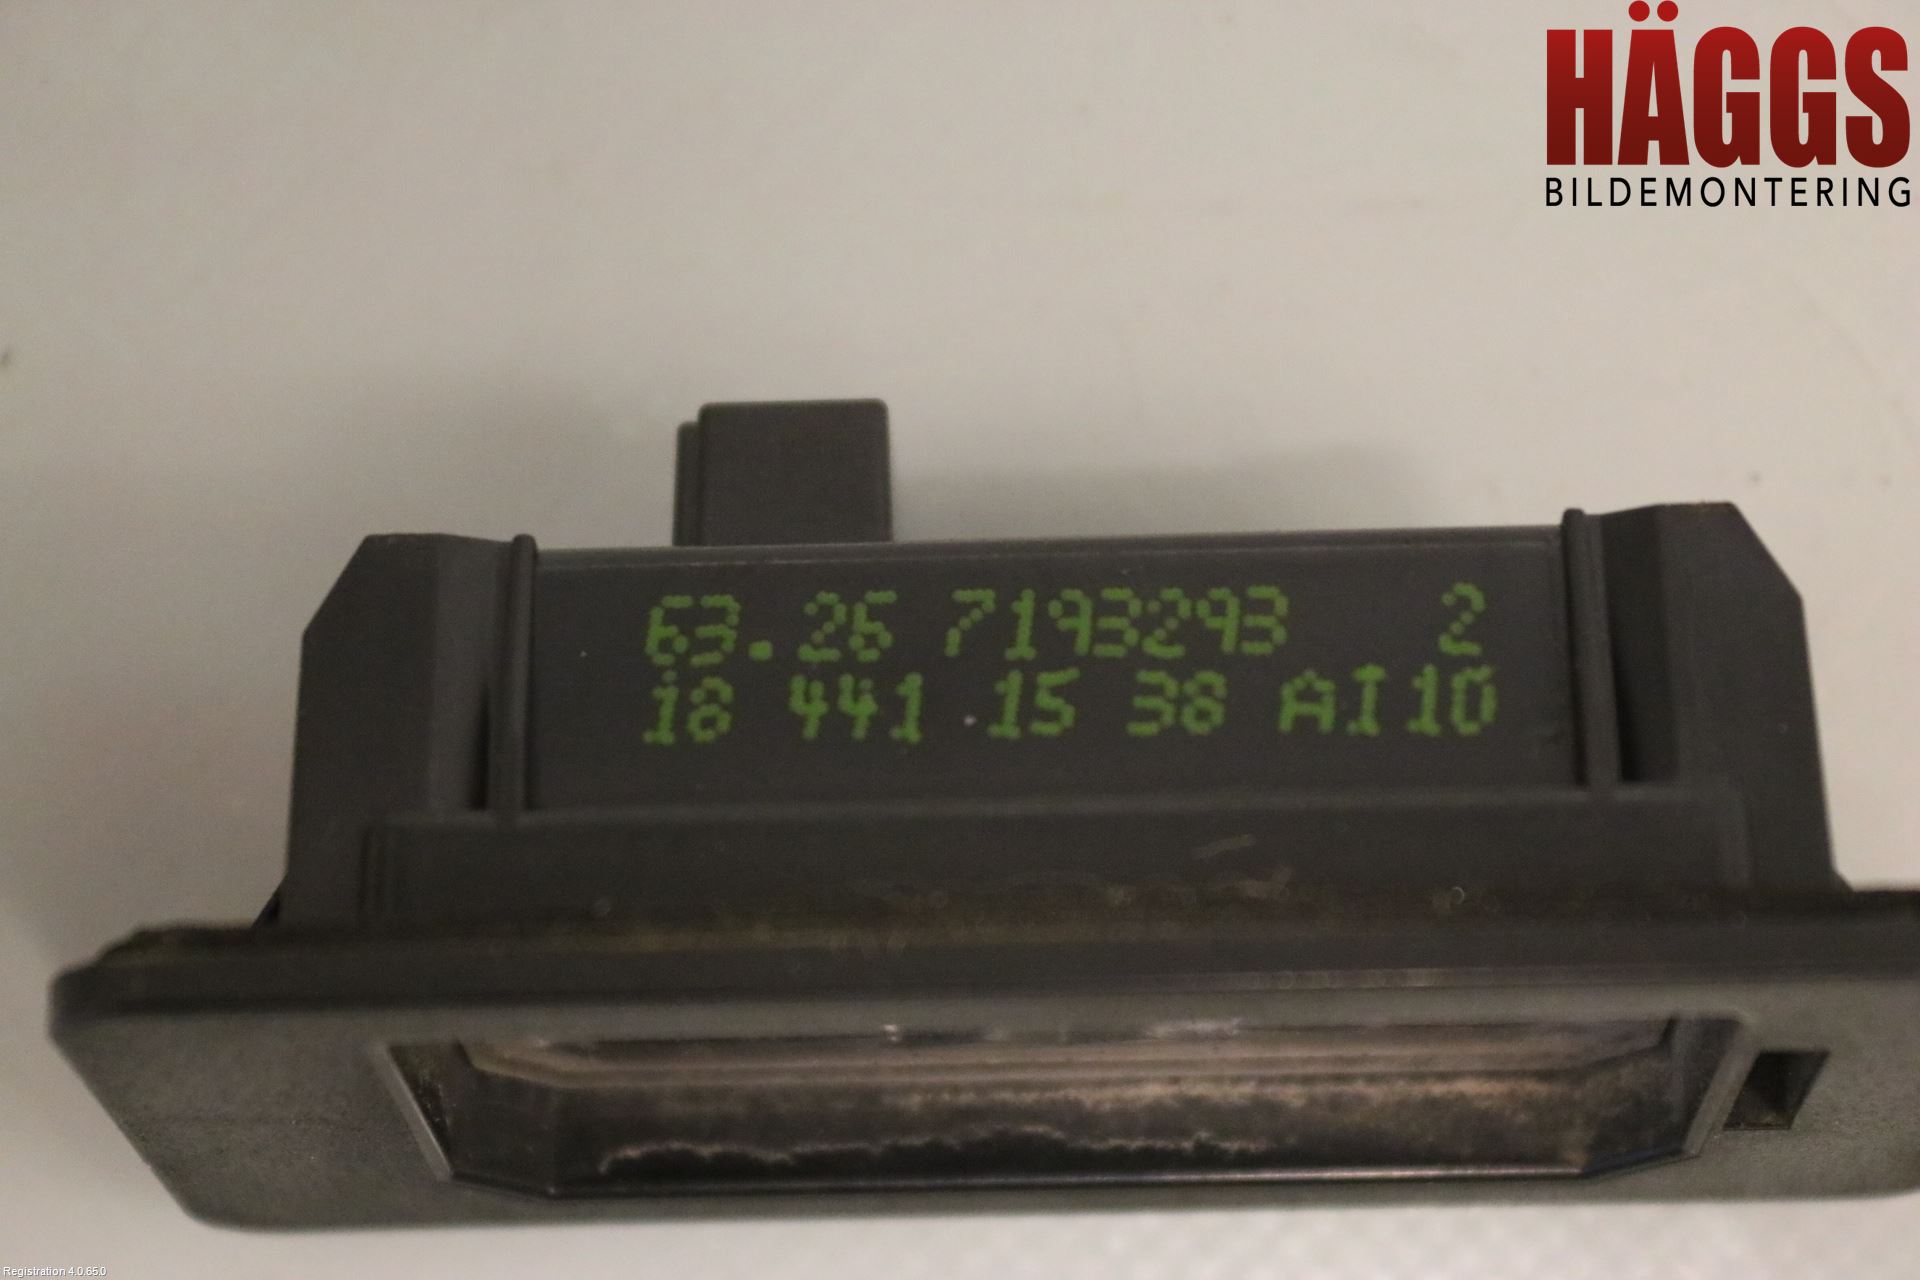 HÄGGS
BILDEMONTERING
63.26 7193293 2
18 441 15 38 AI10
Registration 4.0.65.0